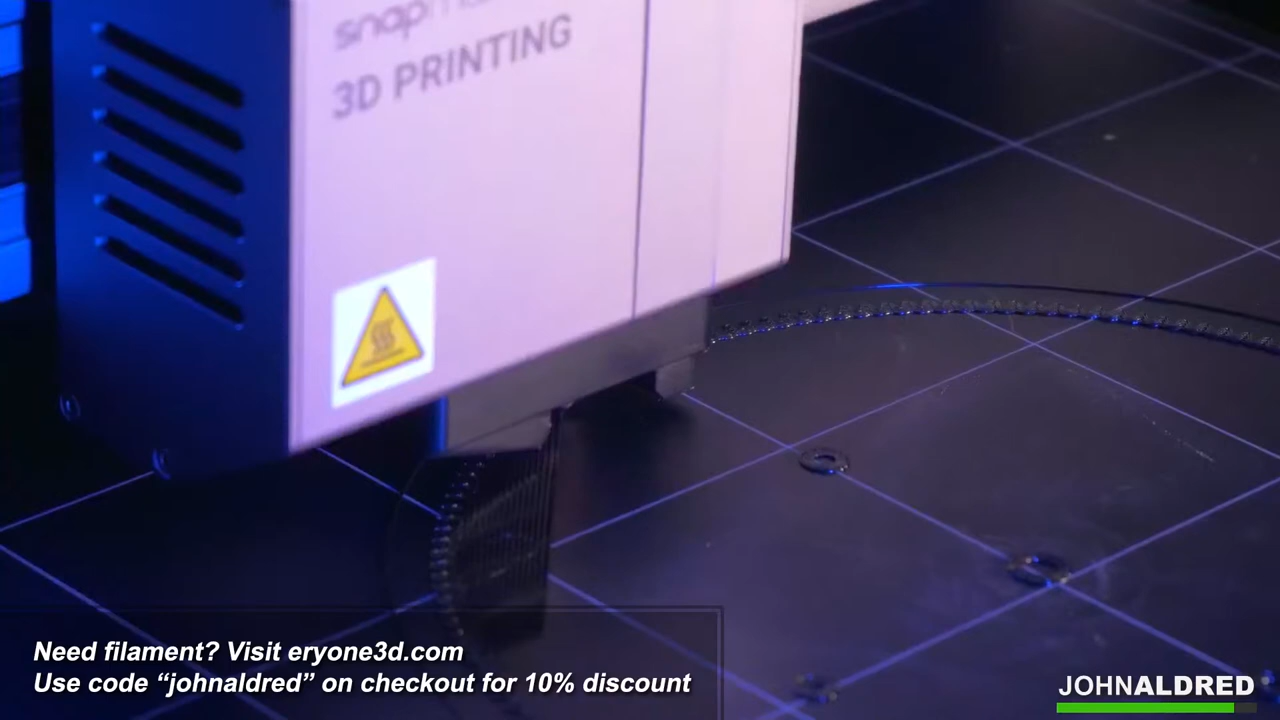 3D PRINTING
Need filament? Visit eryone3d.com
Use code “johnaldred” on checkout for 10% discount
JOHNALDRED